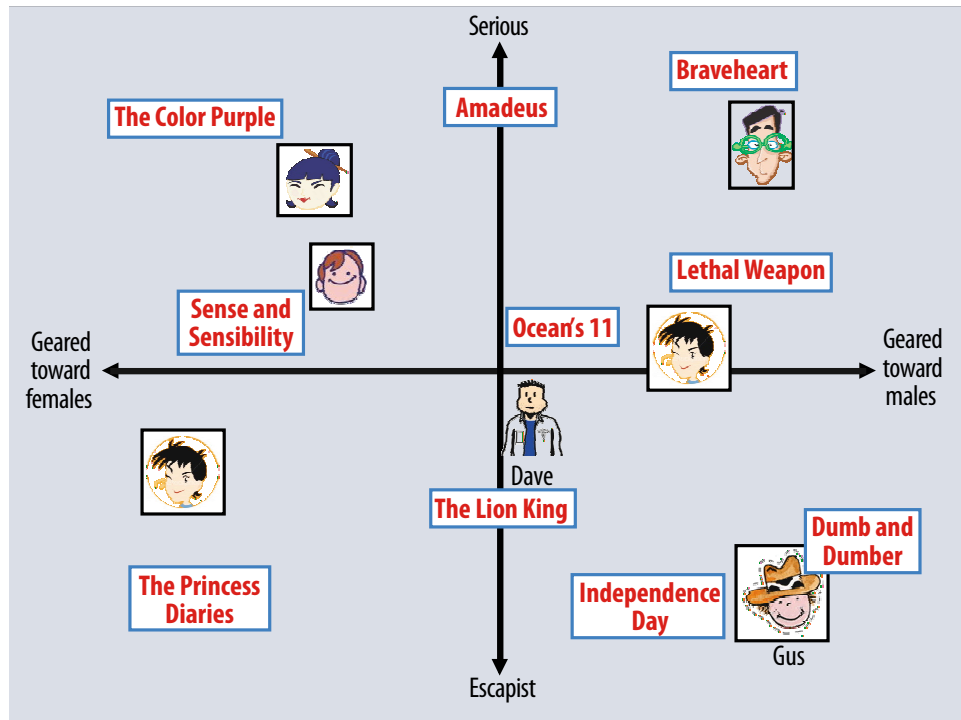 Serious
Braveheart
The Color Purple
Amadeus
Lethal Weapon
Sense and
Sensibility
Ocean's 11
Geared
toward
females
Geared
toward
males
Dave
The Lion King
Dumb and
Dumber
The Princess
Diaries
Independence
Day
Gus
Escapist